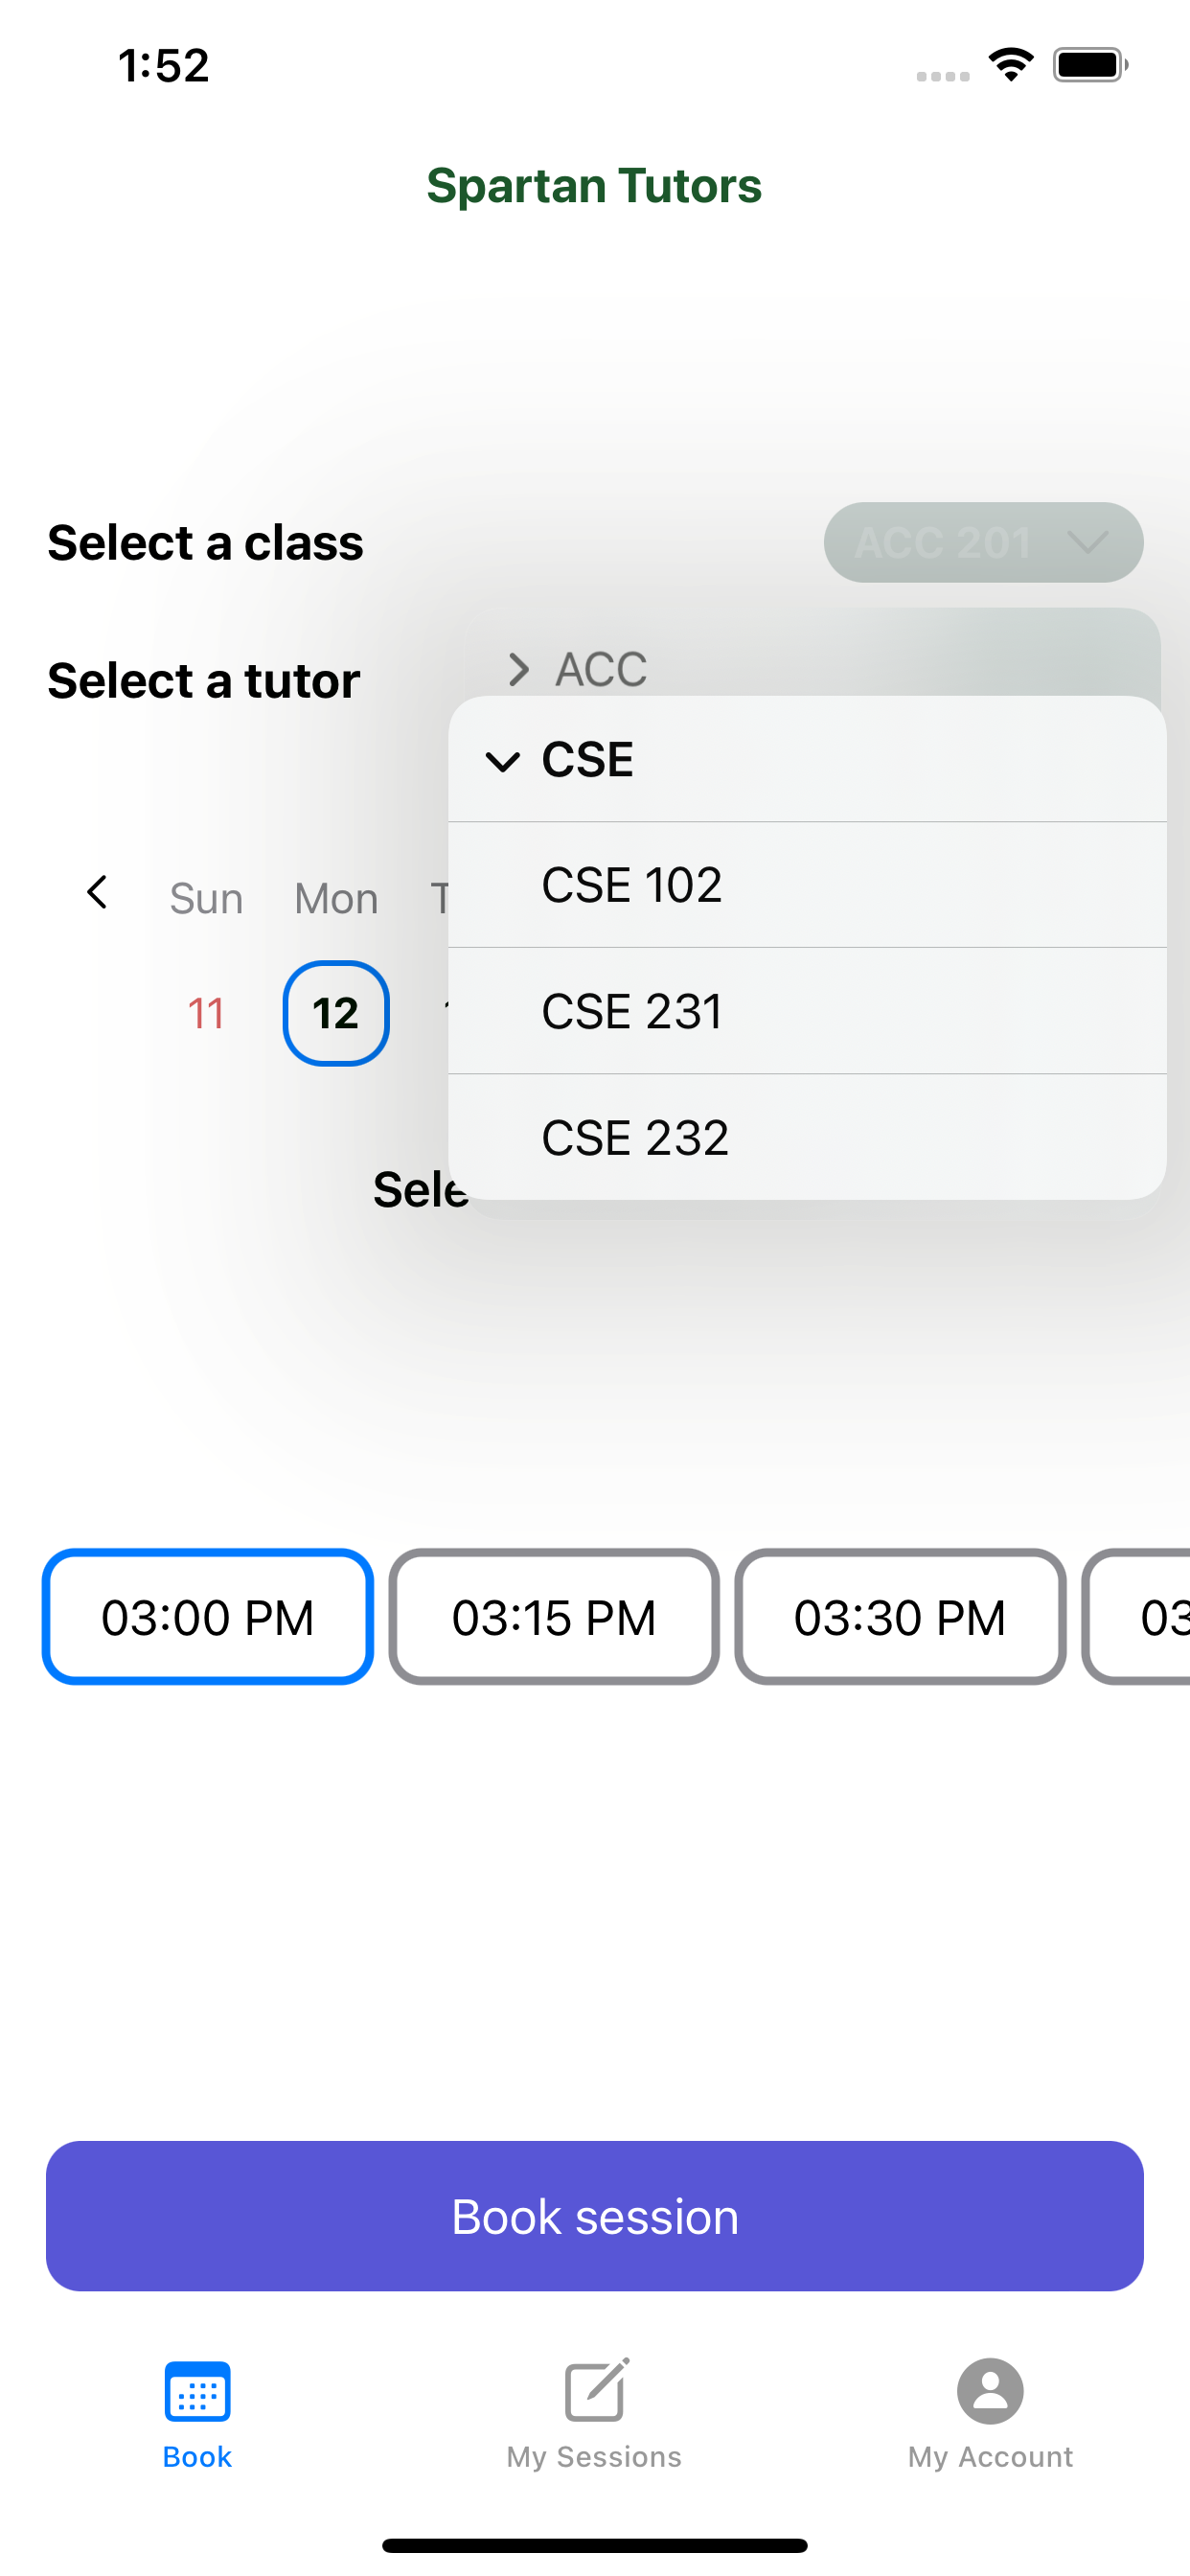 1:52
Spartan Tutors
Select a class
ACC 201
Select a tutor
ACC
CSE
CSE 102
Sun Mon T
CSE 231
11 12
CSE 232
Sele
03:00 PM 03:15 PM 03:30 PM 03
Book session
Book My Sessions My Account